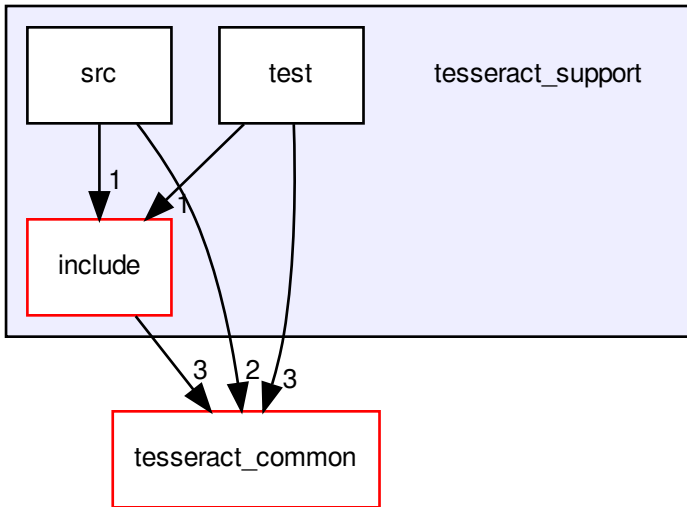 src
test
tesseract_support
1
1
include
3
2
3
tesseract_common